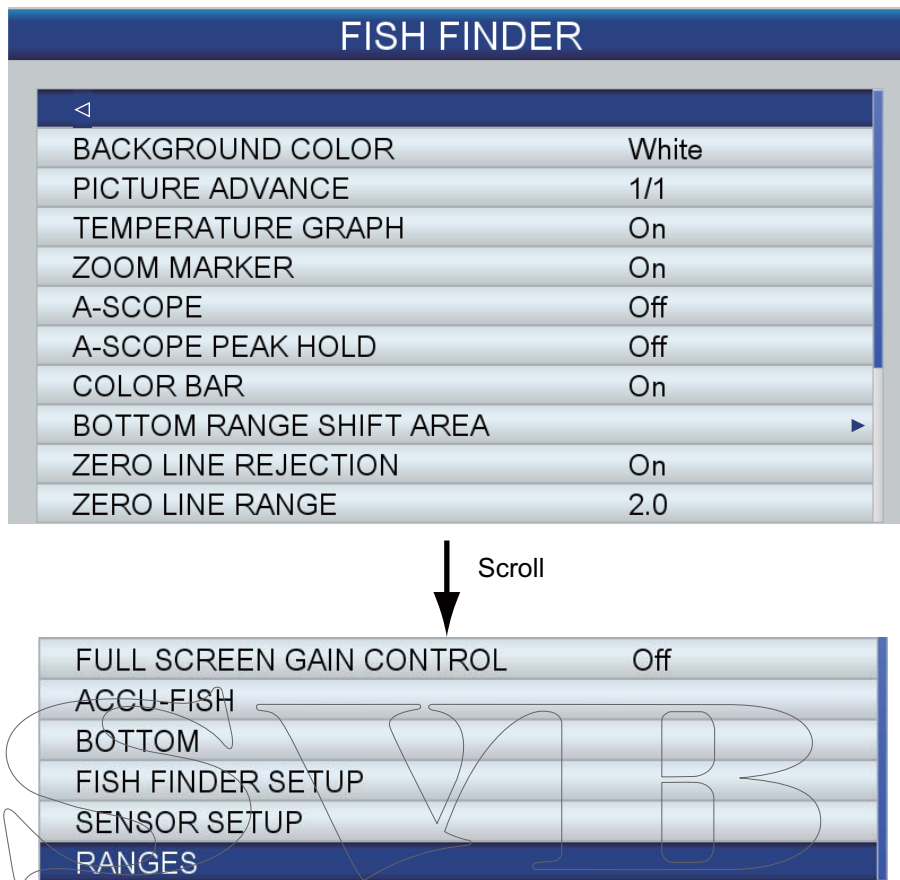 FISH FINDER
BACKGROUND COLOR White
PICTURE ADVANCE 1/1
TEMPERATURE GRAPH On
ZOOM MARKER On
A-SCOPE Off
A-SCOPE PEAK HOLD Off
COLOR BAR On
BOTTOM RANGE SHIFT AREA
ZERO LINE REJECTION On
ZERO LINE RANGE 2.0
Scroll
FULL SCREEN GAIN CONTROL Off
ACCU-FISH
BOTTOM
FISH FINDER SETUP
SENSOR SETUP
RANGES
SVB